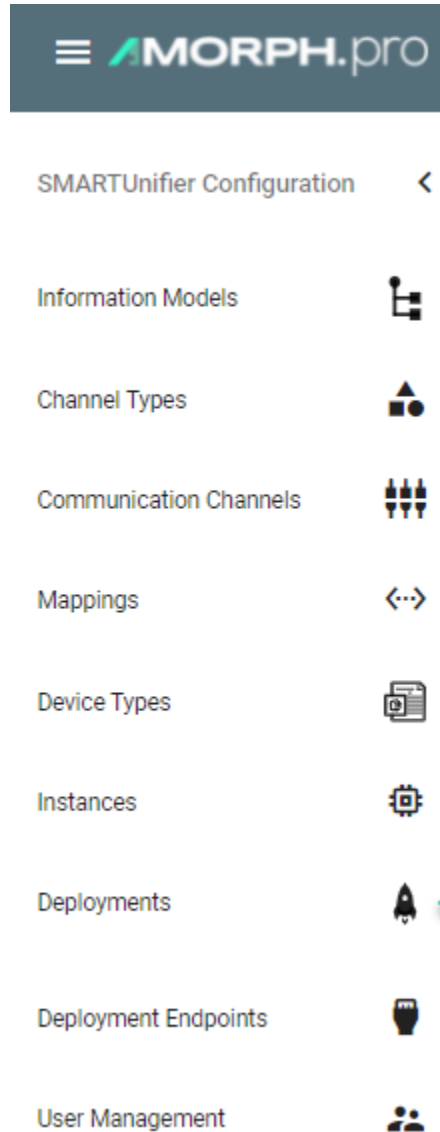 AMORPH.pro
SMARTUnifier Configuration
Information Models
Channel Types
Communication Channels
Mappings
Device Types
Instances
Deployments
Deployment Endpoints
User Management